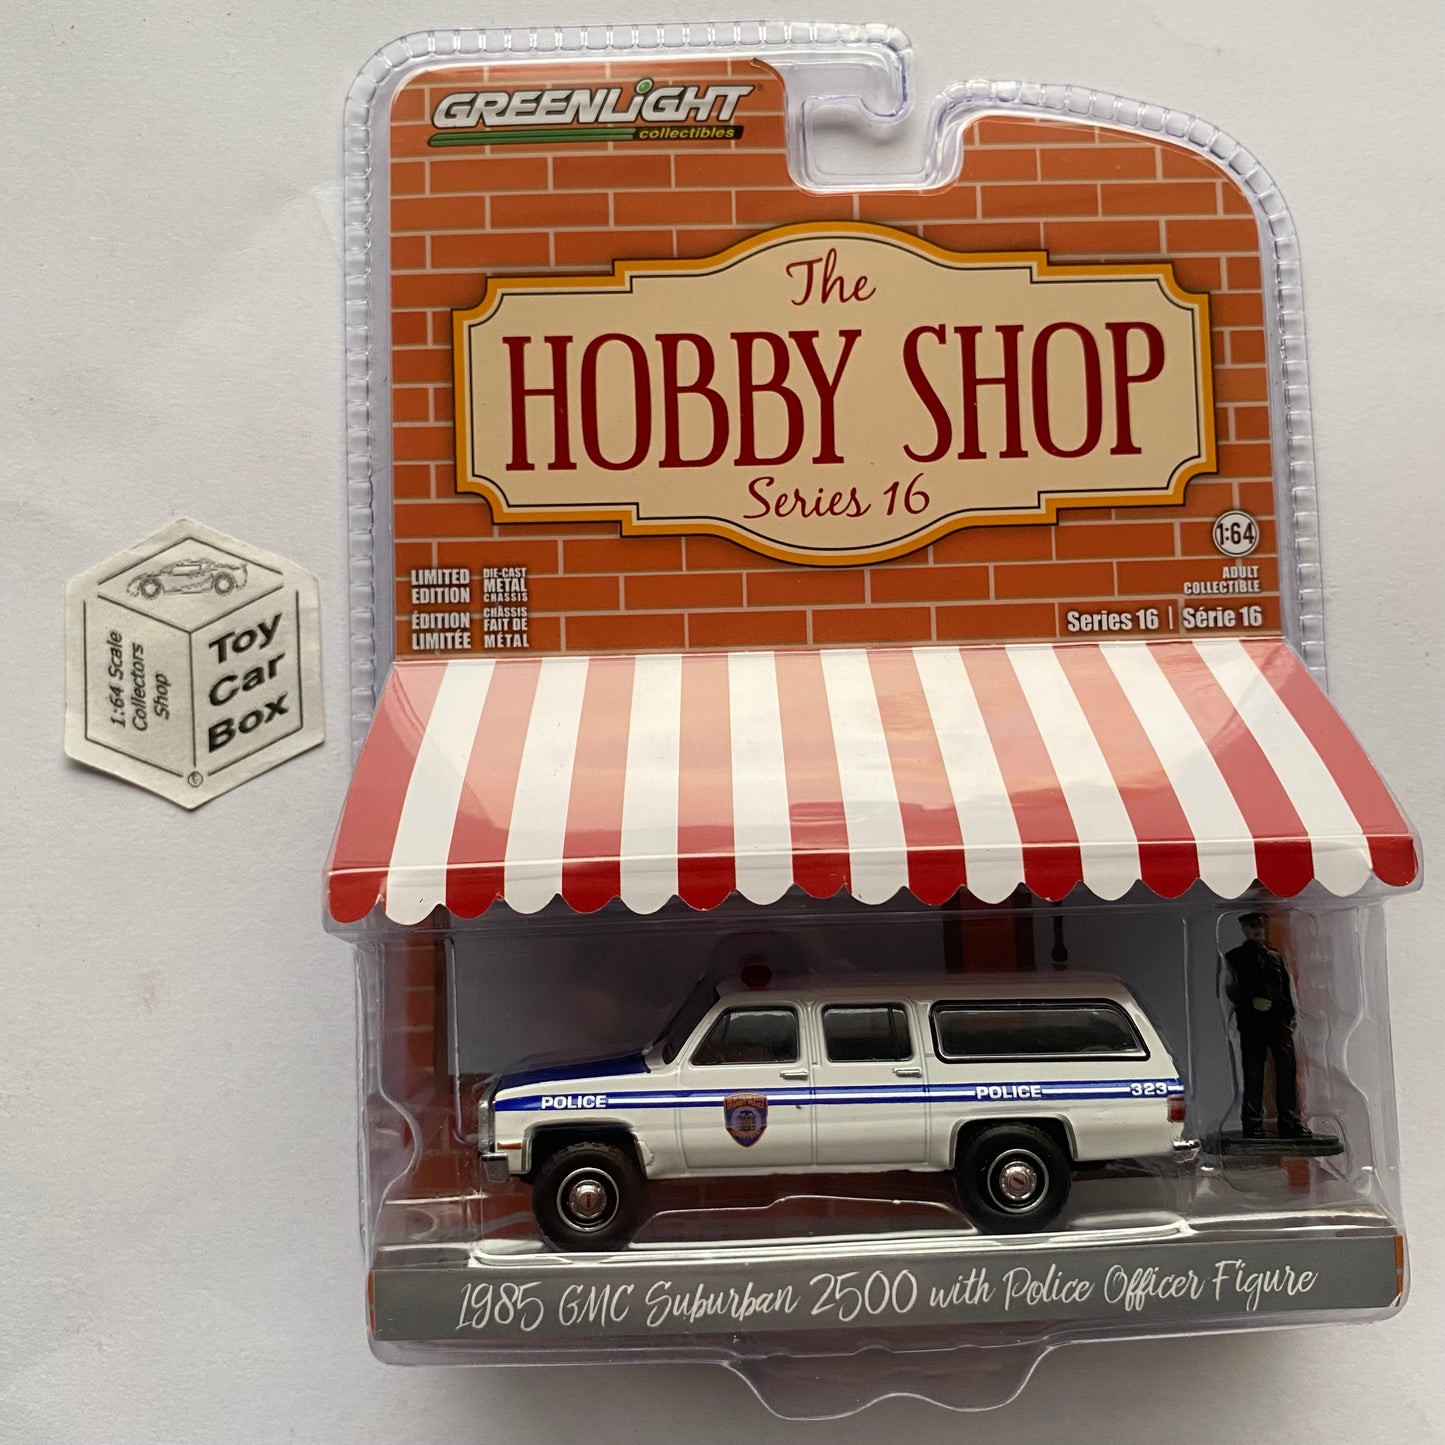 GREENLiGHT
collectibles
The
HOBBY SHOP
Series 16
1:64
ADULT
COLLECTIBLE
LIMITED
EDITION
DIE-CAST
METAL
CHASSIS
ÉDITION
LIMITÉE
CHÂSSIS
FAIT DE
MÉTAL
Series 16 | Série 16
1:64 Scale
Collectors
Shop
Toy
Car
Box
POLICE
POLICE
323
1985 GMC Suburban 2500 with Police Officer Figure